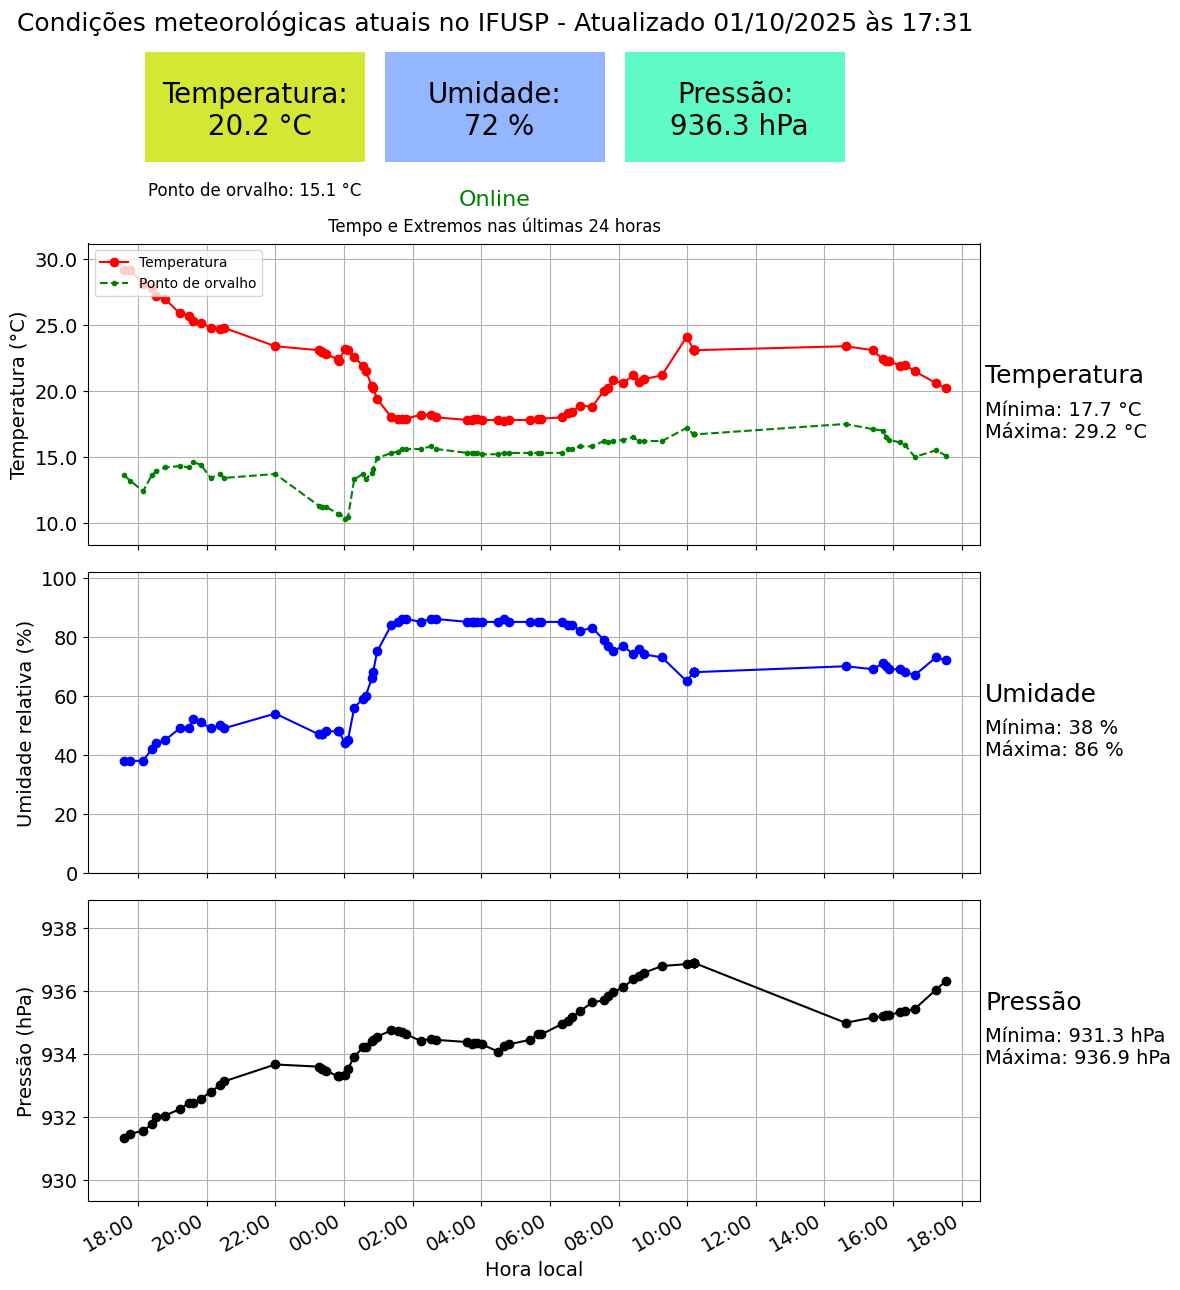 Condições meteorológicas atuais no IFUSP - Atualizado 01/10/2025 às 17:31
Temperatura:
20.2 °C
Umidade:
72 %
Pressão:
936.3 hPa
Ponto de orvalho: 15.1 °C
Online
Tempo e Extremos nas últimas 24 horas
Temperatura
Ponto de orvalho
Temperatura (°C)
30.0
25.0
20.0
15.0
10.0
Temperatura
Mínima: 17.7 °C
Máxima: 29.2 °C
Umidade relativa (%)
100
80
60
40
20
0
Umidade
Mínima: 38 %
Máxima: 86 %
Pressão (hPa)
938
936
934
932
930
Pressão
Mínima: 931.3 hPa
Máxima: 936.9 hPa
18:00 20:00 22:00 00:00 02:00 04:00 06:00 08:00 10:00 12:00 14:00 16:00 18:00
Hora local